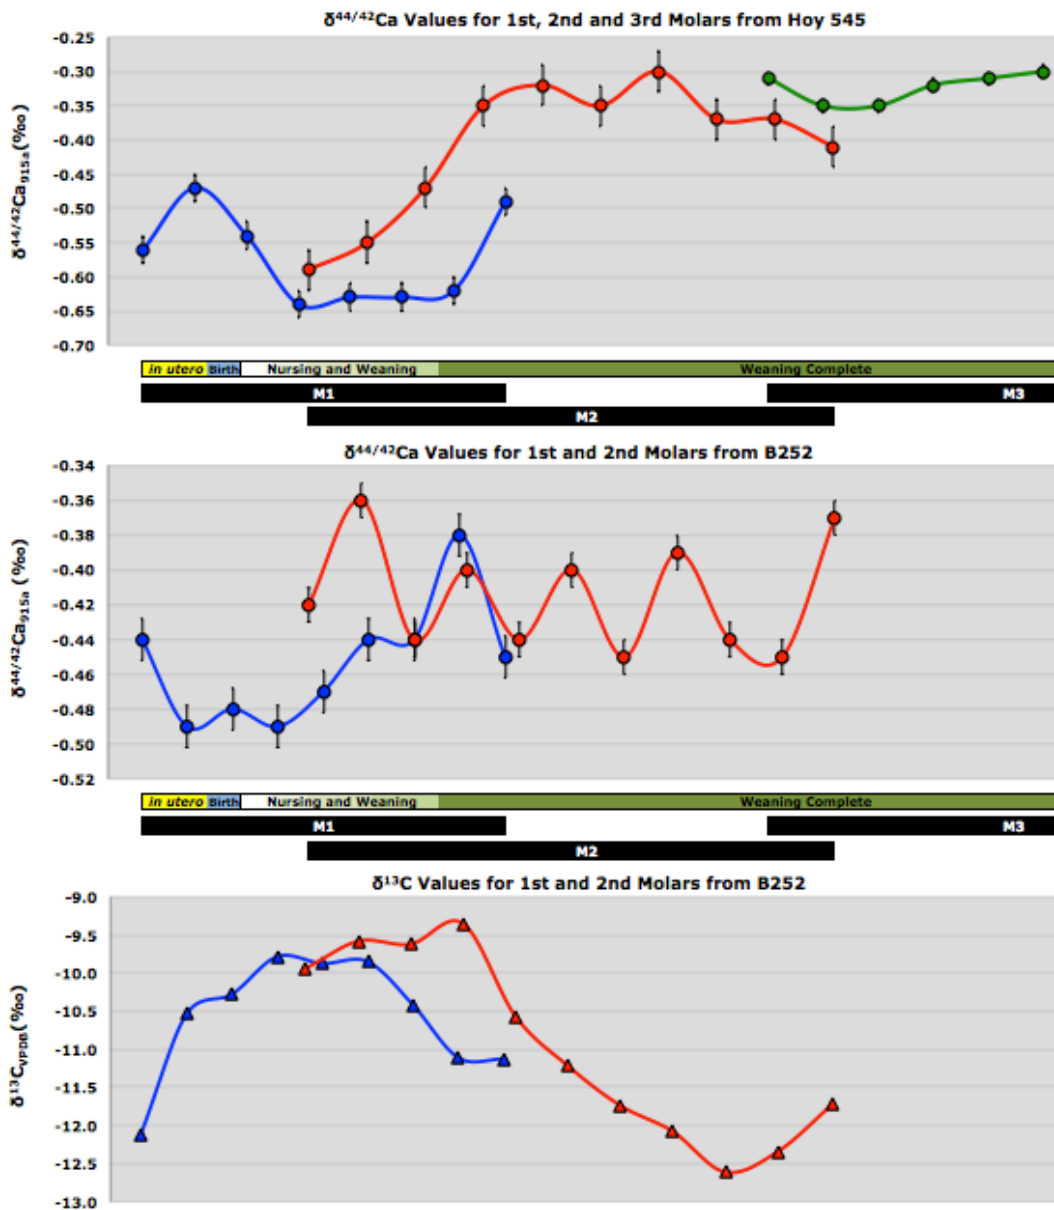 δ⁴⁴/⁴²Ca Values for 1st, 2nd and 3rd Molars from Hoy 545
δ⁴⁴/⁴²Ca₉₁₅ₐ(‰)
-0.25
-0.30
-0.35
-0.40
-0.45
-0.50
-0.55
-0.60
-0.65
-0.70
in utero Birth Nursing and Weaning Weaning Complete
M1 M3
M2
δ⁴⁴/⁴²Ca Values for 1st and 2nd Molars from B252
δ⁴⁴/⁴²Ca₉₁₅ₐ (‰)
-0.34
-0.36
-0.38
-0.40
-0.42
-0.44
-0.46
-0.48
-0.50
-0.52
in utero Birth Nursing and Weaning Weaning Complete
M1 M3
M2
δ¹³C Values for 1st and 2nd Molars from B252
δ¹³C_VPDB(‰)
-9.0
-9.5
-10.0
-10.5
-11.0
-11.5
-12.0
-12.5
-13.0